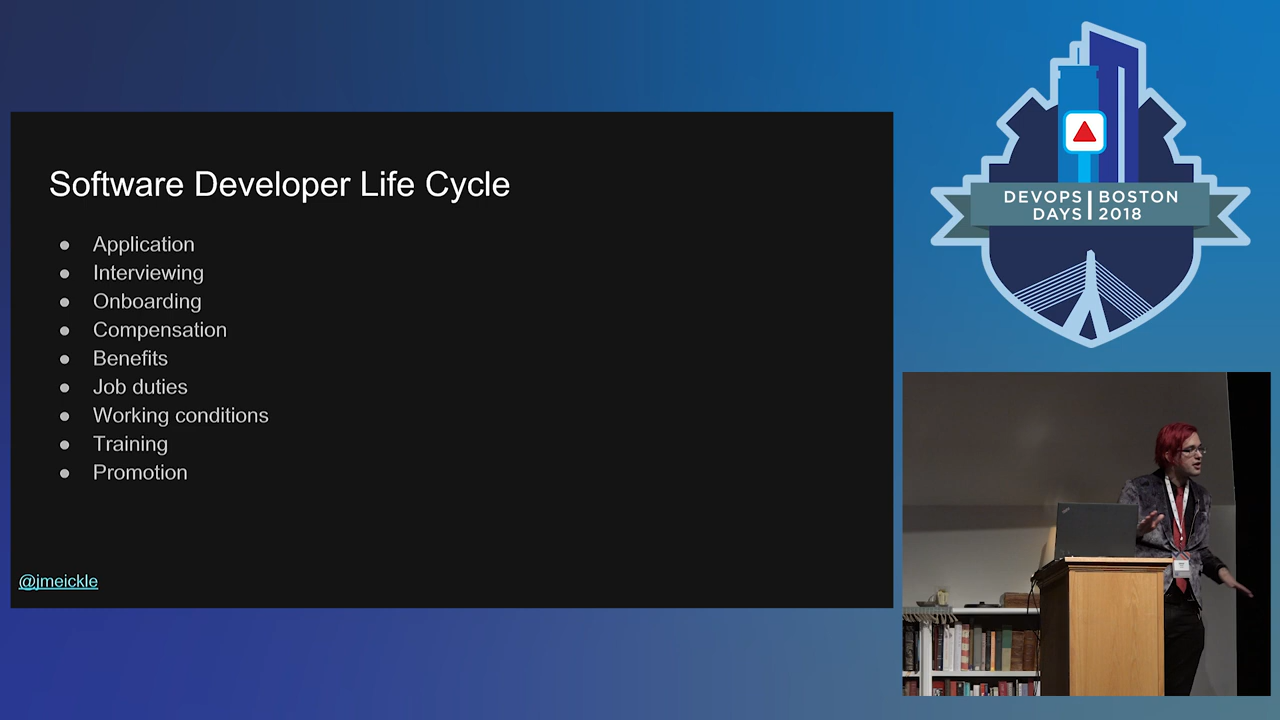 Software Developer Life Cycle
● Application
● Interviewing
● Onboarding
● Compensation
● Benefits
● Job duties
● Working conditions
● Training
● Promotion
@jmeickle
DEVOPS | BOSTON
DAYS | 2018